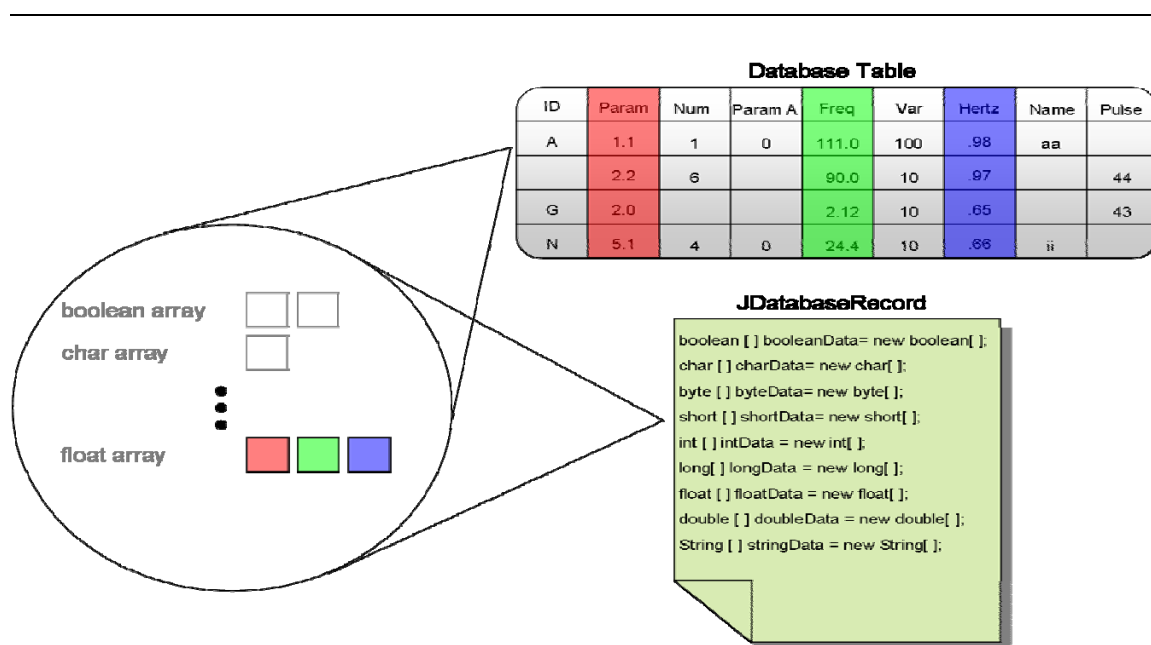 Database Table
ID Param Num Param A Freq Var Hertz Name Pulse
A 1.1 1 0 111.0 100 .98 aa
2.2 6 90.0 10 .97 44
G 2.0 2.12 10 .65 43
N 5.1 4 0 24.4 10 .66 ii
boolean array
char array
float array
JDatabaseRecord
boolean [ ] booleanData= new boolean[ ];
char [ ] charData= new char[ ];
byte [ ] byteData= new byte[ ];
short [ ] shortData= new short[ ];
int [ ] intData = new int[ ];
long[ ] longData = new long[ ];
float [ ] floatData = new float[ ];
double [ ] doubleData = new double[ ];
String [ ] stringData = new String[ ];